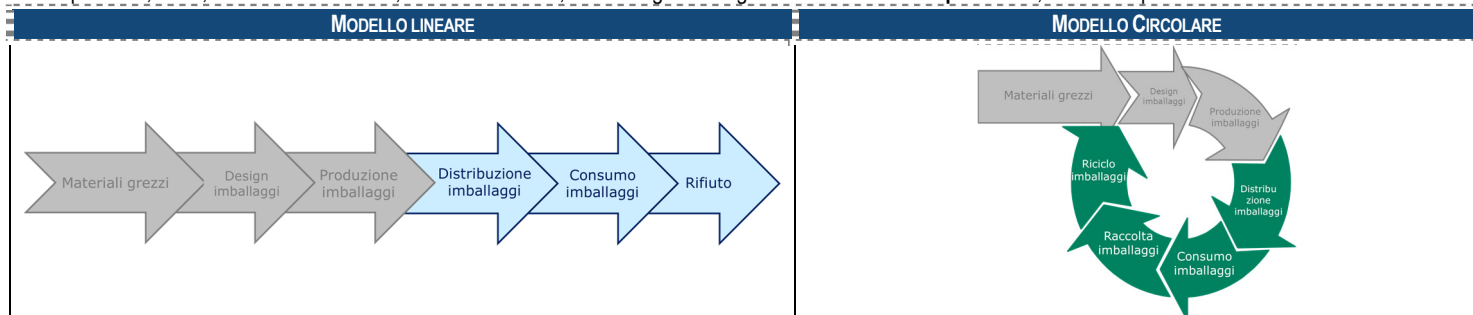 MODELLO LINEARE
MODELLO CIRCOLARE
Materiali grezzi
Design
imballaggi
Produzione
imballaggi
Distribuzione
imballaggi
Consumo
imballaggi
Rifiuto
Materiali grezzi
Design
imballaggi
Produzione
imballaggi
Distribu
zione
imballaggi
Consumo
imballaggi
Raccolta
imballaggi
Riciclo
imballaggi